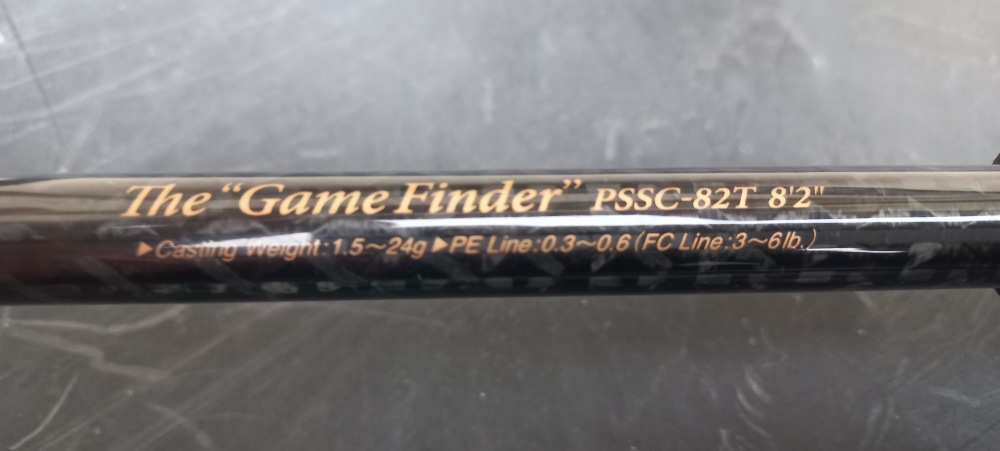 The “Game Finder” PSSC-82T 8'2"
▶Casting Weight:1.5～24g ▶PE Line:0.3～0.6(FC Line:3～6lb.)